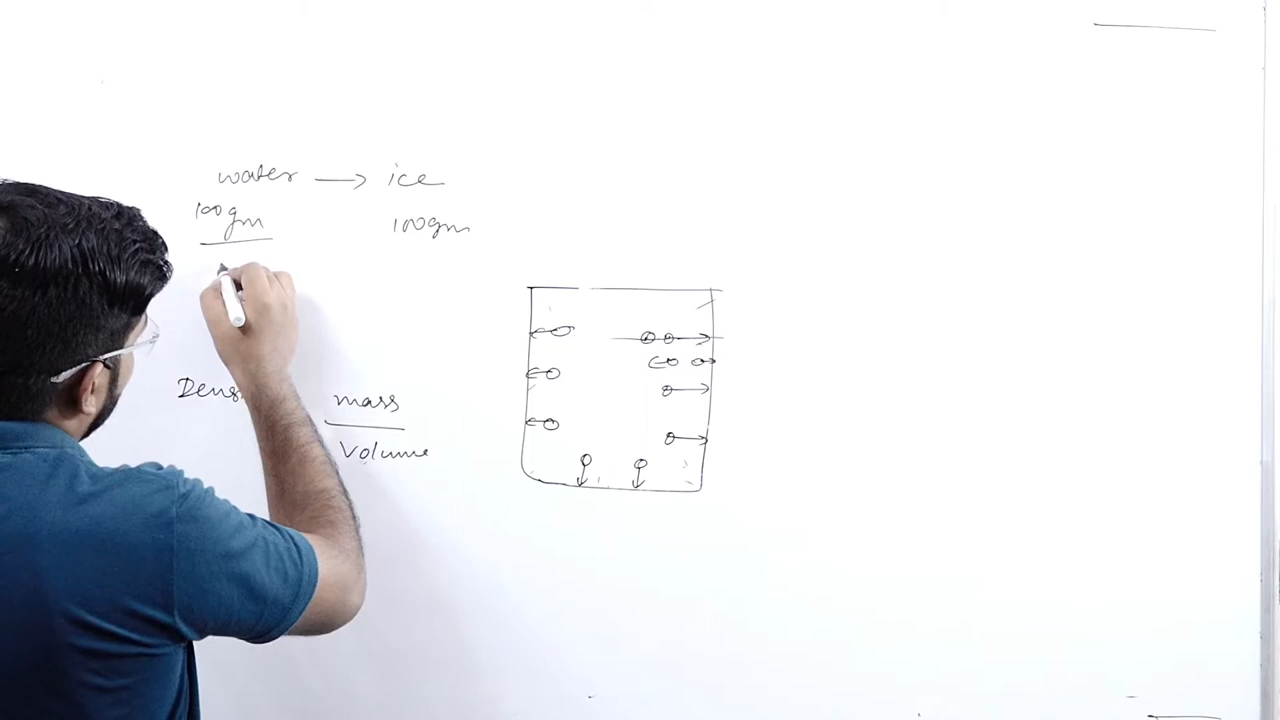 water → ice
100gm 100gm
mass
Volume